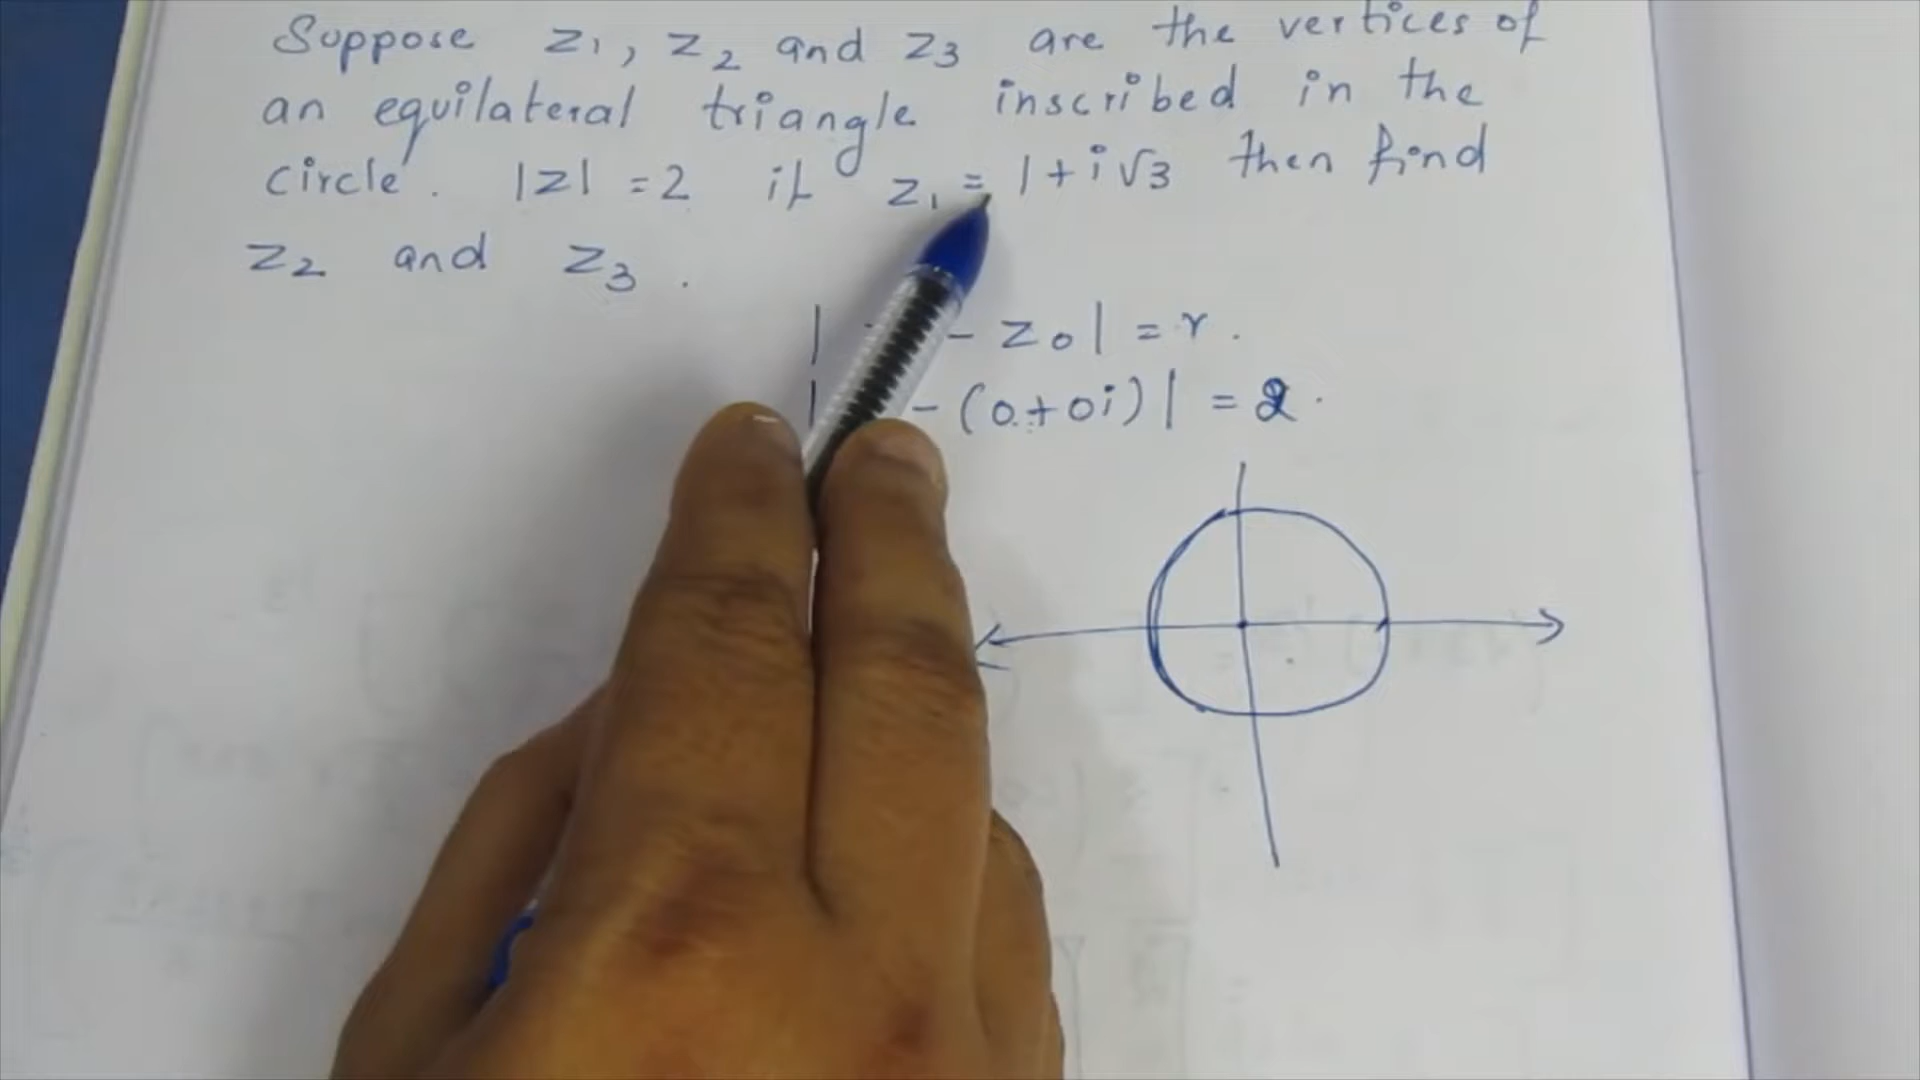 Suppose z1, z2 and z3 are the vertices of
an equilateral triangle inscribed in the
circle. |z| = 2 if z1 = 1 + i√3 then find
z2 and z3.
| - z0| = r.
| - (0+0i)| = 2.